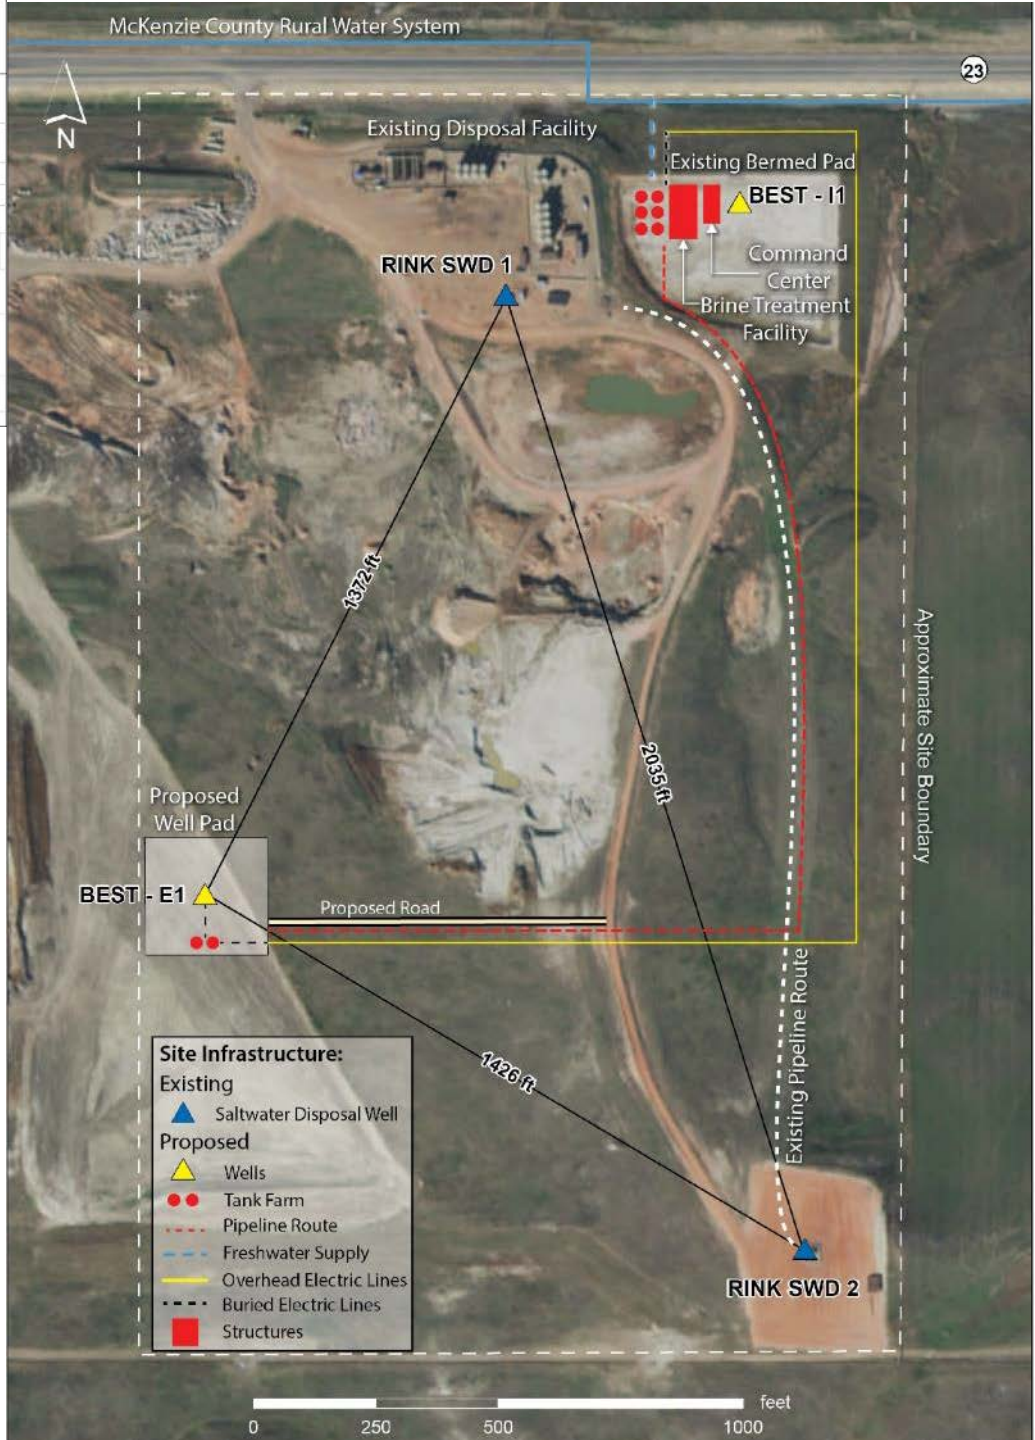 McKenzie County Rural Water System
23
N
Existing Disposal Facility
Existing Bermed Pad
BEST - I1
RINK SWD 1
Command
Center
Brine Treatment
Facility
1372 ft
2035 ft
Approximate Site Boundary
Proposed
Well Pad
BEST - E1
Proposed Road
Existing Pipeline Route
1426 ft
RINK SWD 2
Site Infrastructure:
Existing
Saltwater Disposal Well
Proposed
Wells
Tank Farm
Pipeline Route
Freshwater Supply
Overhead Electric Lines
Buried Electric Lines
Structures
feet
0 250 500 1000